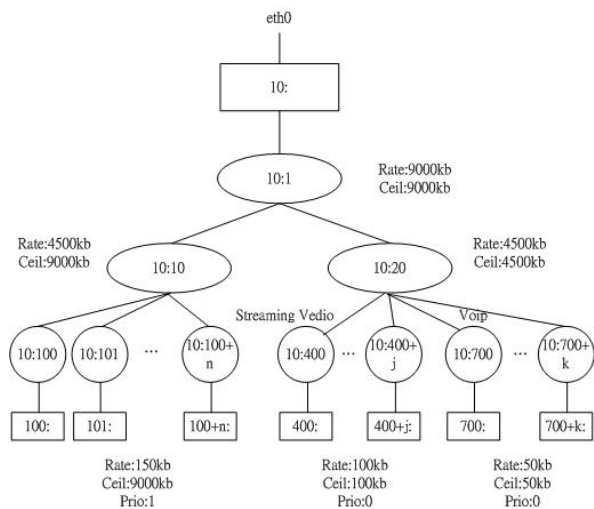 eth0
10:
10:1
Rate:9000kb
Ceil:9000kb
Rate:4500kb
Ceil:9000kb
10:10
10:20
Rate:4500kb
Ceil:4500kb
Streaming Vedio
Voip
10:100
10:101
...
10:100+
n
10:400
...
10:400+
j
10:700
...
10:700+
k
100:
101:
100+n:
400:
400+j:
700:
700+k:
Rate:150kb
Ceil:9000kb
Prio:1
Rate:100kb
Ceil:100kb
Prio:0
Rate:50kb
Ceil:50kb
Prio:0